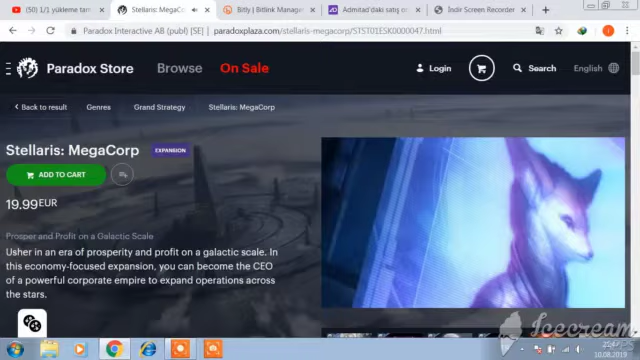 (50) 1/1 yükleme tam
Stellaris: MegaCo
Bitly | Bitlink Manage
Admitad'daki satış o
İndir Screen Recorder
Paradox Interactive AB (publ) [SE] | paradoxplaza.com/stellaris-megacorp/STST01ESK0000047.html
Paradox Store
Browse
On Sale
Login
Search
English
< Back to result
Genres
Grand Strategy
Stellaris: MegaCorp
Stellaris: MegaCorp
EXPANSION
ADD TO CART
19.99EUR
Prosper and Profit on a Galactic Scale
Usher in an era of prosperity and profit on a galactic scale. In
this economy-focused expansion, you can become the CEO
of a powerful corporate empire to expand operations across
the stars.
Icecream
APPS
10.08.2019